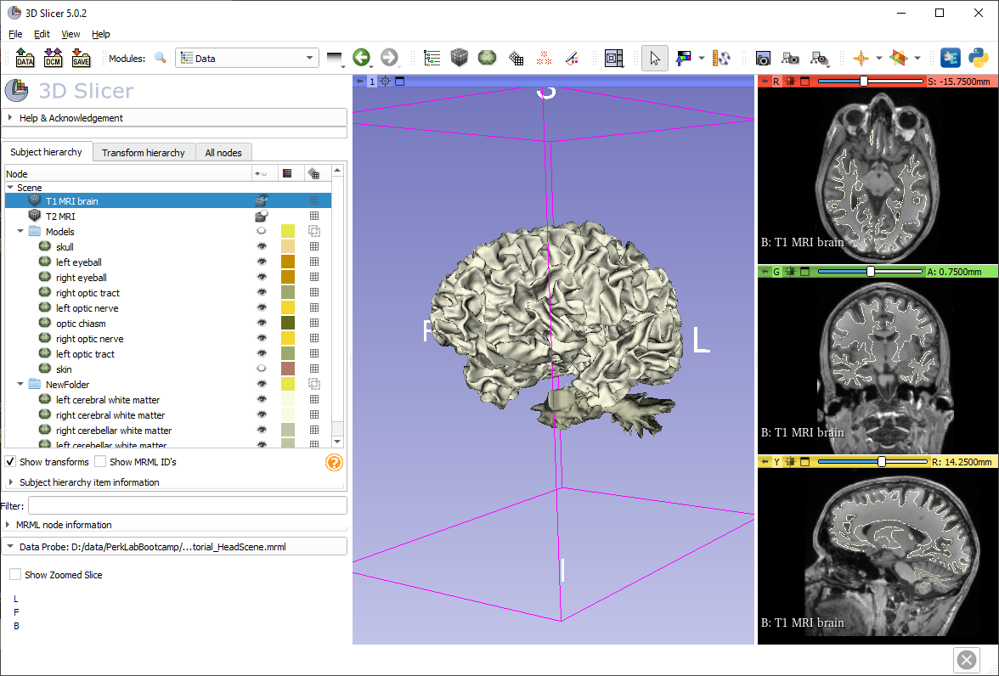 3D Slicer 5.0.2
File Edit View Help
DATA DCM SAVE Modules: Data
3D Slicer
Help & Acknowledgement
Subject hierarchy Transform hierarchy All nodes
Node
Scene
T1 MRI brain
T2 MRI
Models
skull
left eyeball
right eyeball
right optic tract
left optic nerve
optic chiasm
right optic nerve
left optic tract
skin
NewFolder
left cerebral white matter
right cerebral white matter
right cerebellar white matter
left cerebellar white matter
Show transforms Show MRML ID's
Subject hierarchy item information
Filter:
MRML node information
Data Probe: D:/data/PerkLabBootcamp/...torial_HeadScene.mrml
Show Zoomed Slice
L
F
B
1
S
L
I
R S: -15.7500mm
B: T1 MRI brain
G A: 0.7500mm
B: T1 MRI brain
Y R: 14.2500mm
B: T1 MRI brain